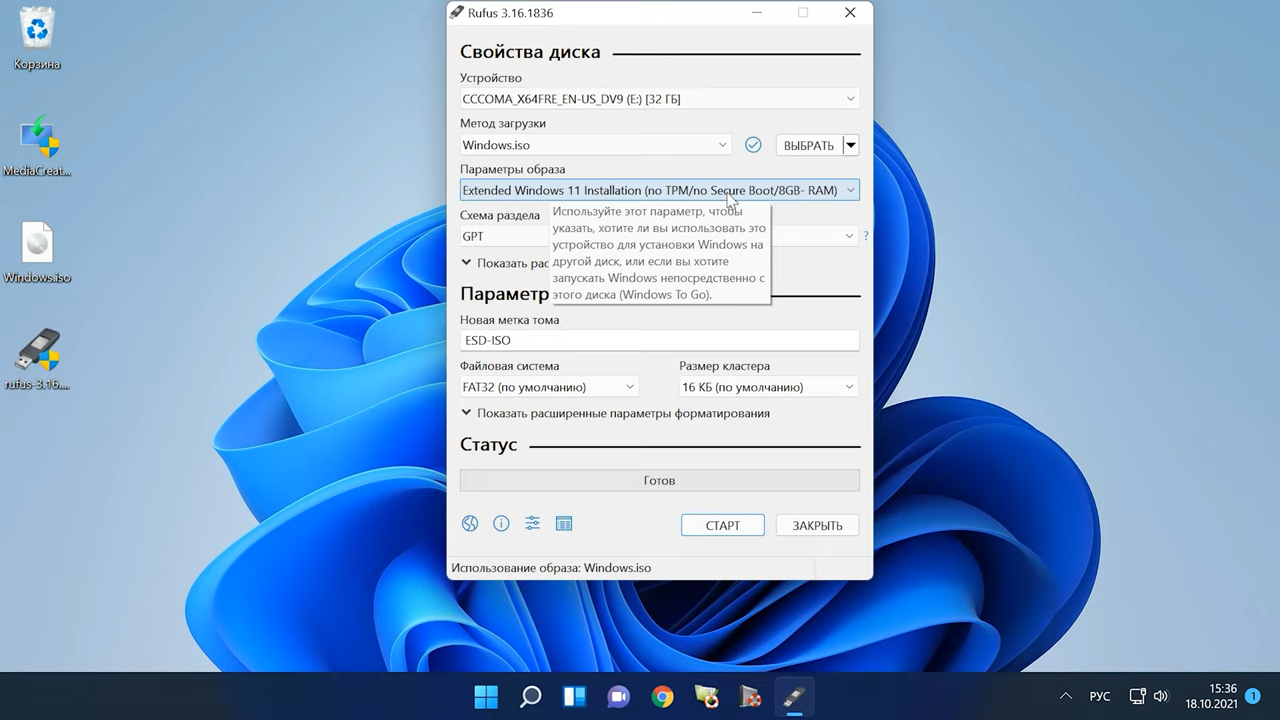 Rufus 3.16.1836
Корзина
MediaCreat...
Windows.iso
rufus-3.16....
Свойства диска
Устройство
CCCOMA_X64FRE_EN-US_DV9 (E:) [32 ГБ]
Метод загрузки
Windows.iso
ВЫБРАТЬ
Параметры образа
Extended Windows 11 Installation (no TPM/no Secure Boot/8GB- RAM)
Используйте этот параметр, чтобы
указать, хотите ли вы использовать это
устройство для установки Windows на
другой диск, или если вы хотите
запускать Windows непосредственно с
этого диска (Windows To Go).
Схема раздела
GPT
?
Показать рас
Параметр
Новая метка тома
ESD-ISO
Файловая система
Размер кластера
FAT32 (по умолчанию)
16 КБ (по умолчанию)
Показать расширенные параметры форматирования
Статус
Готов
СТАРТ
ЗАКРЫТЬ
Использование образа: Windows.iso
РУС
15:36
18.10.2021
1